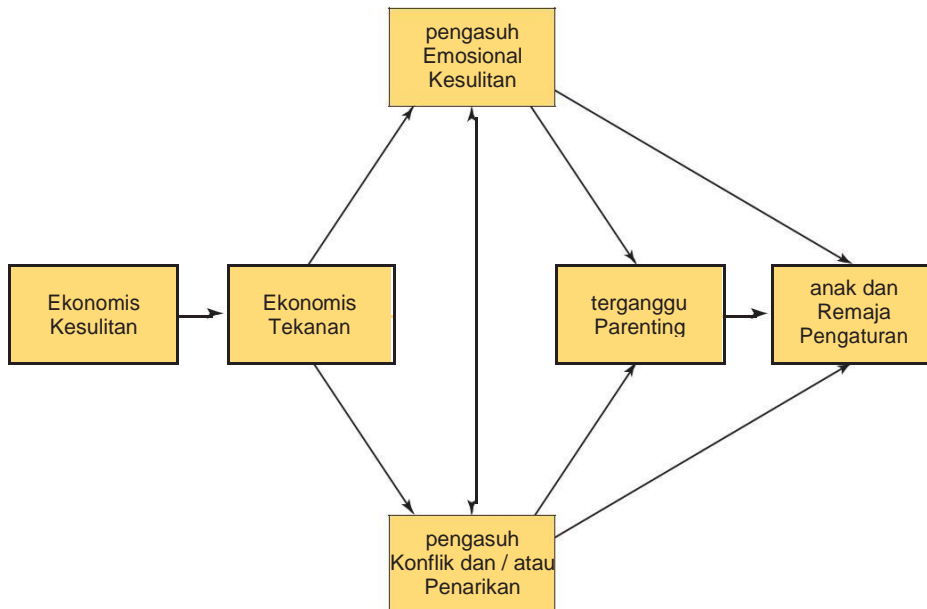 pengasuh
Emosional
Kesulitan
Ekonomis
Kesulitan
Ekonomis
Tekanan
terganggu
Parenting
anak dan
Remaja
Pengaturan
pengasuh
Konflik dan / atau
Penarikan